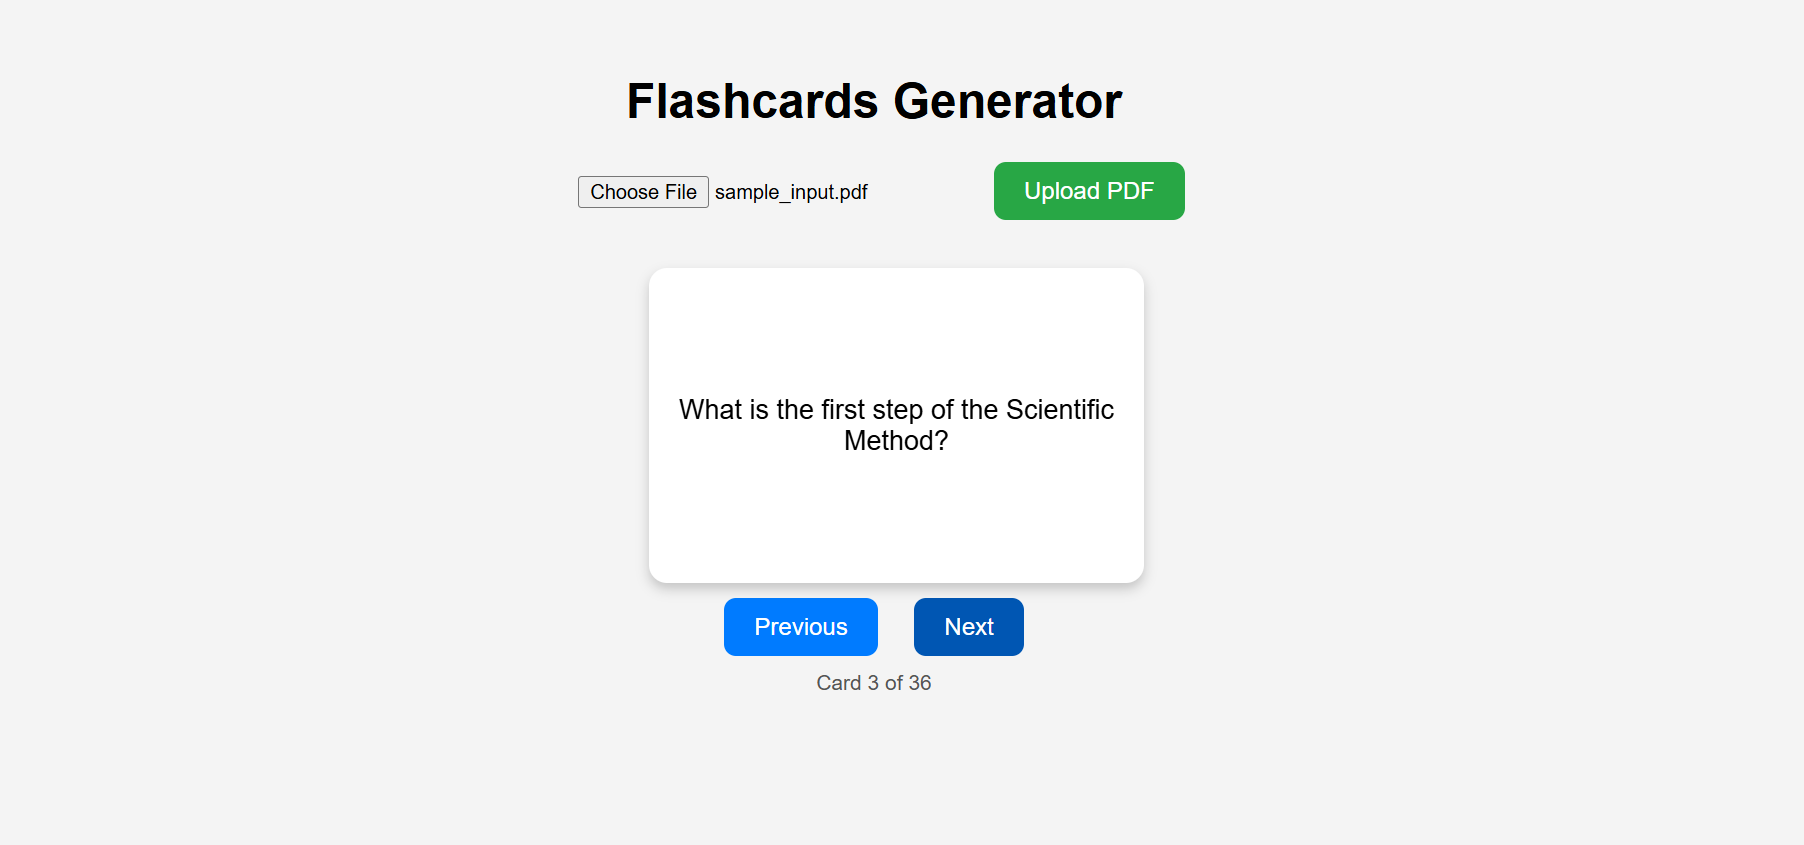 Flashcards Generator
Choose File sample_input.pdf
Upload PDF
What is the first step of the Scientific
Method?
Previous
Next
Card 3 of 36